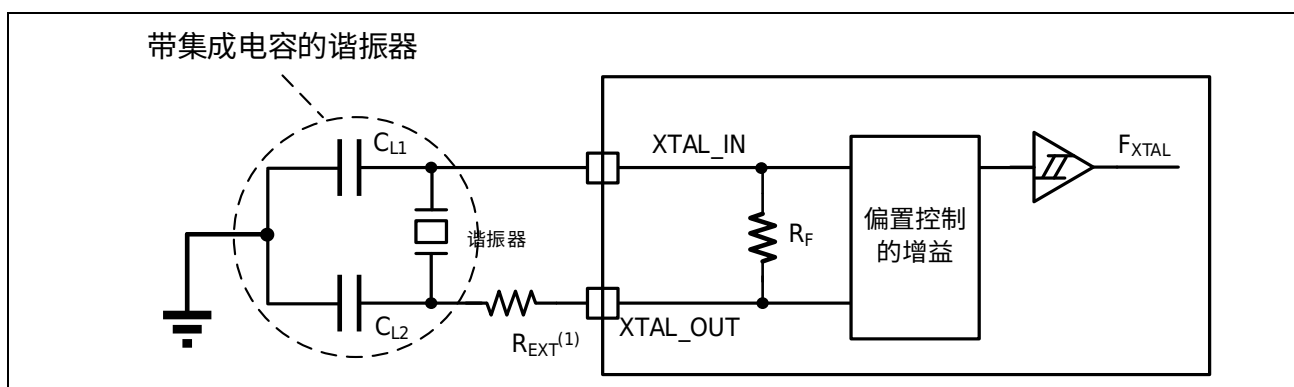 带集成电容的谐振器
CL1
XTAL_IN
FXTAL
谐振器
RF
偏置控制
的增益
CL2
REXT(1)
XTAL_OUT